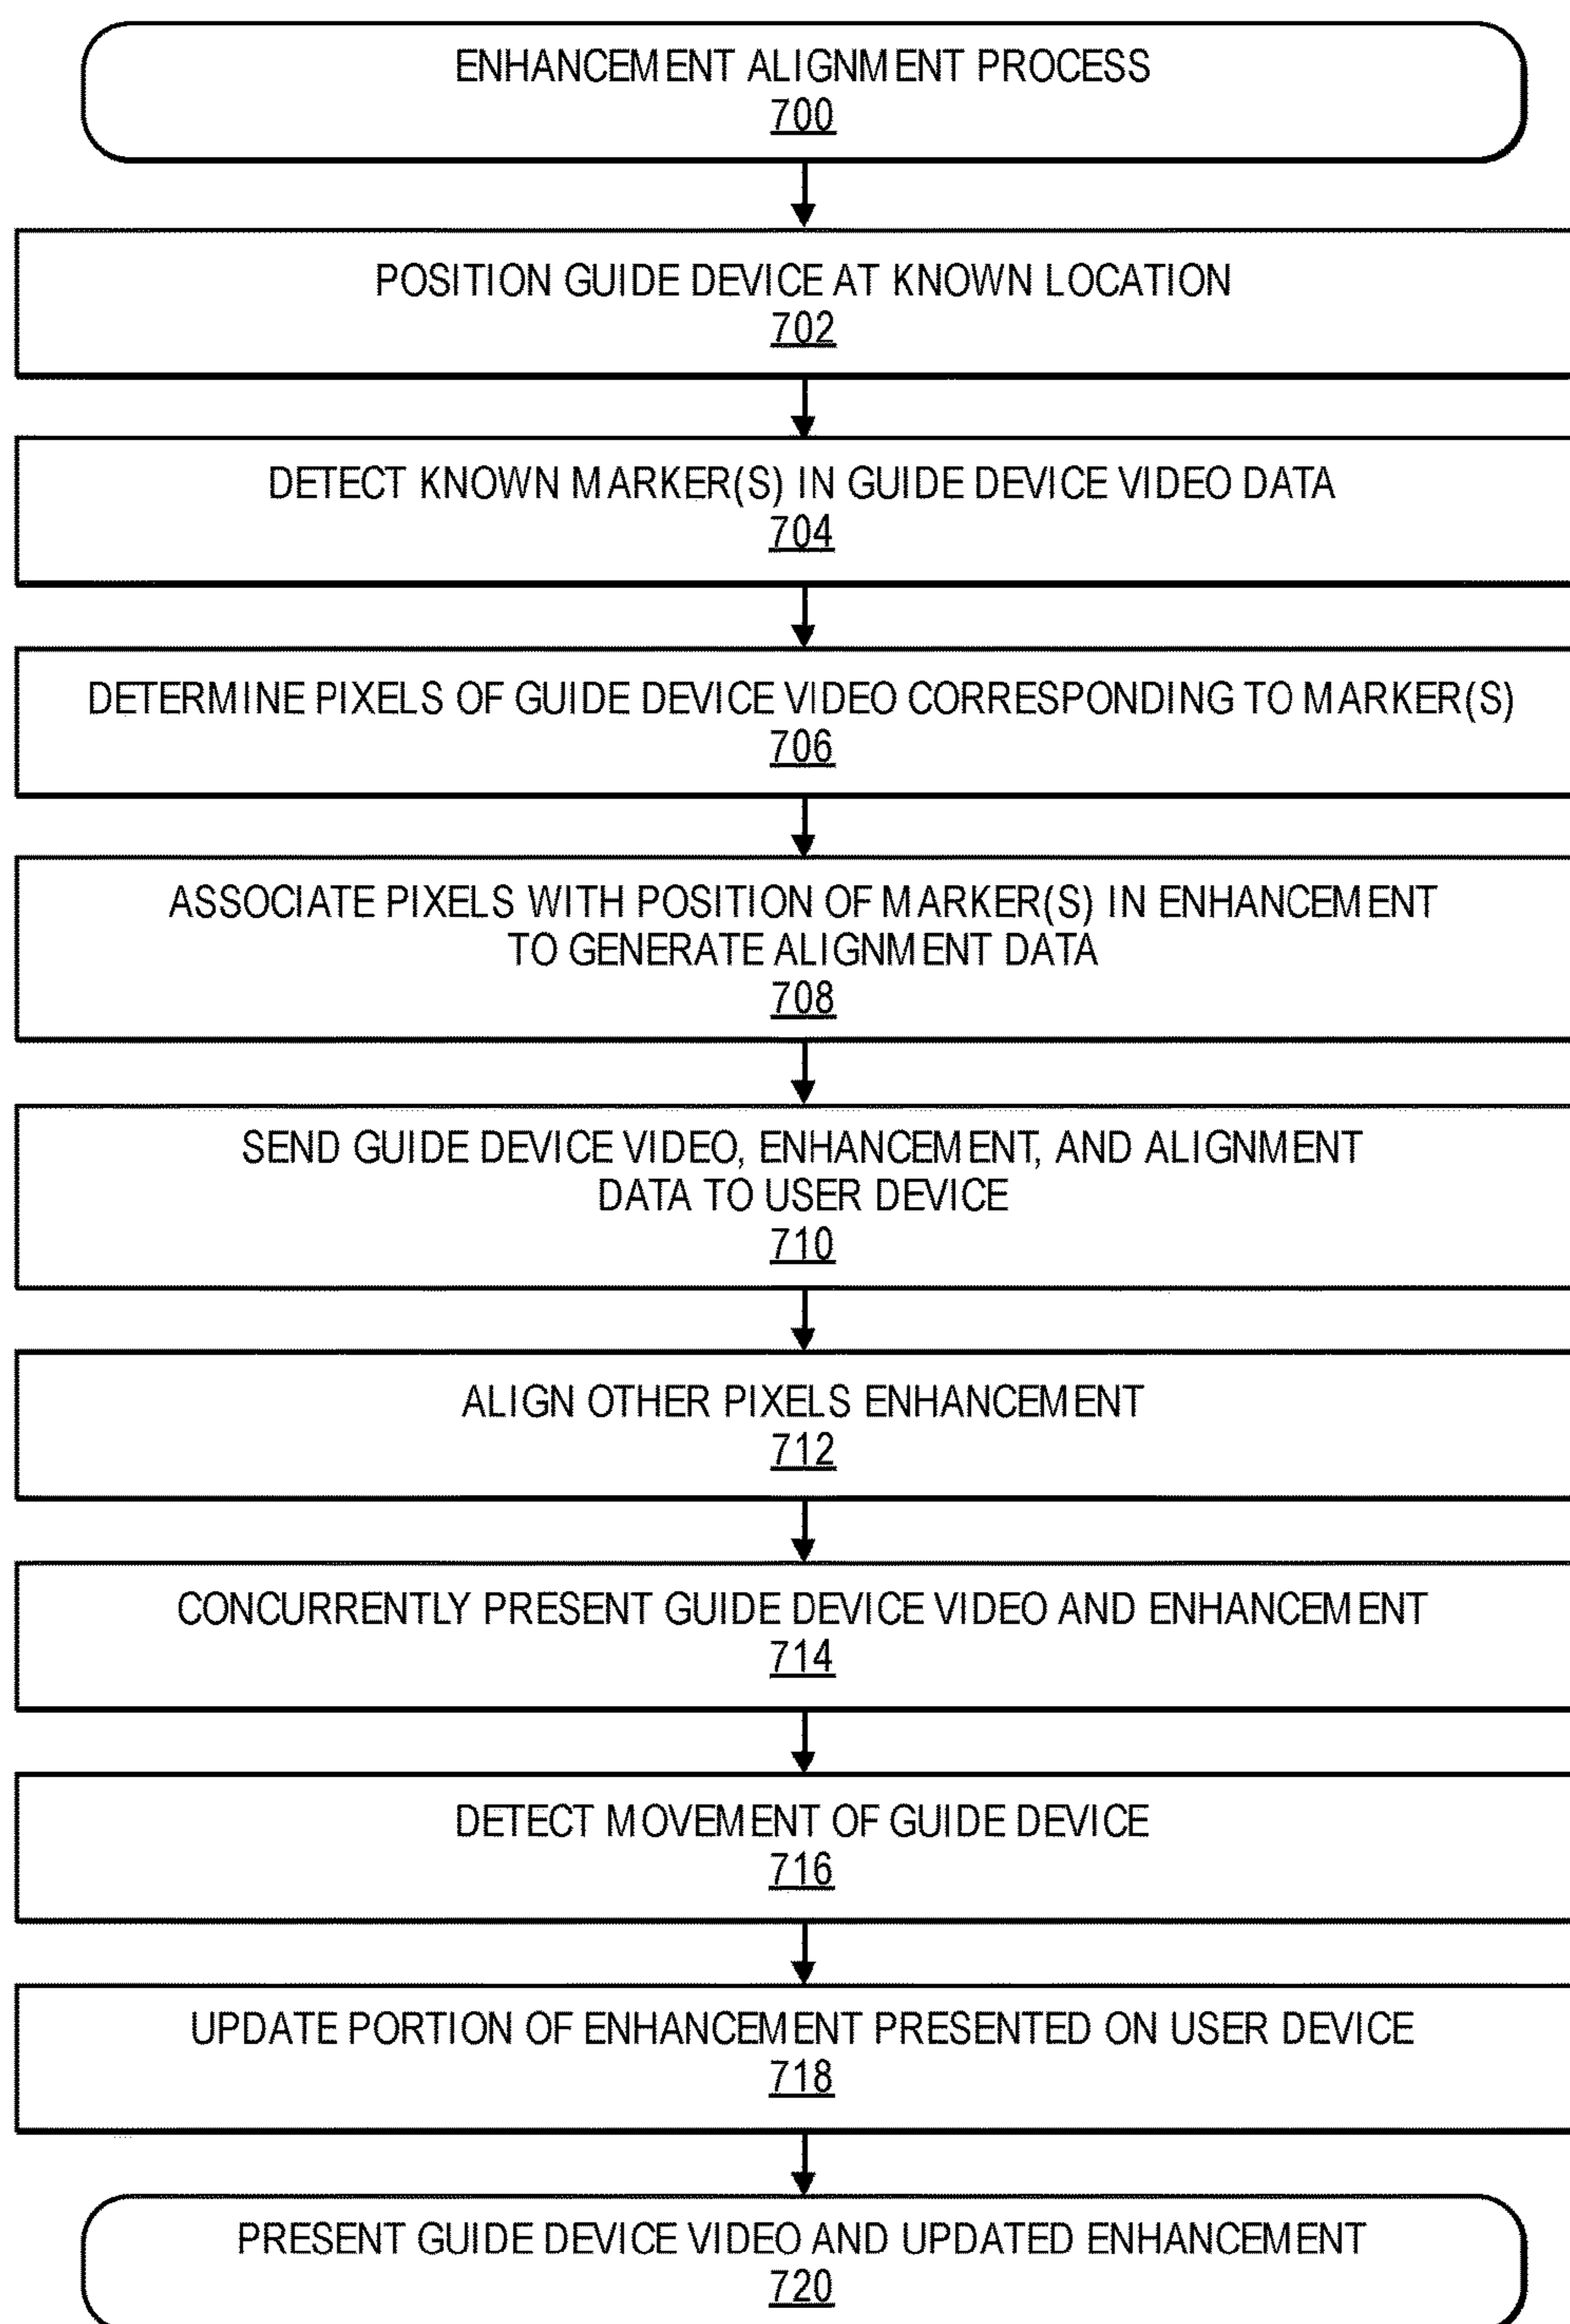 ENHANCEMENT ALIGNMENT PROCESS
700
POSITION GUIDE DEVICE AT KNOWN LOCATION
702
DETECT KNOWN MARKER(S) IN GUIDE DEVICE VIDEO DATA
704
DETERMINE PIXELS OF GUIDE DEVICE VIDEO CORRESPONDING TO MARKER(S)
706
ASSOCIATE PIXELS WITH POSITION OF MARKER(S) IN ENHANCEMENT
TO GENERATE ALIGNMENT DATA
708
SEND GUIDE DEVICE VIDEO, ENHANCEMENT, AND ALIGNMENT
DATA TO USER DEVICE
710
ALIGN OTHER PIXELS ENHANCEMENT
712
CONCURRENTLY PRESENT GUIDE DEVICE VIDEO AND ENHANCEMENT
714
DETECT MOVEMENT OF GUIDE DEVICE
716
UPDATE PORTION OF ENHANCEMENT PRESENTED ON USER DEVICE
718
PRESENT GUIDE DEVICE VIDEO AND UPDATED ENHANCEMENT
720